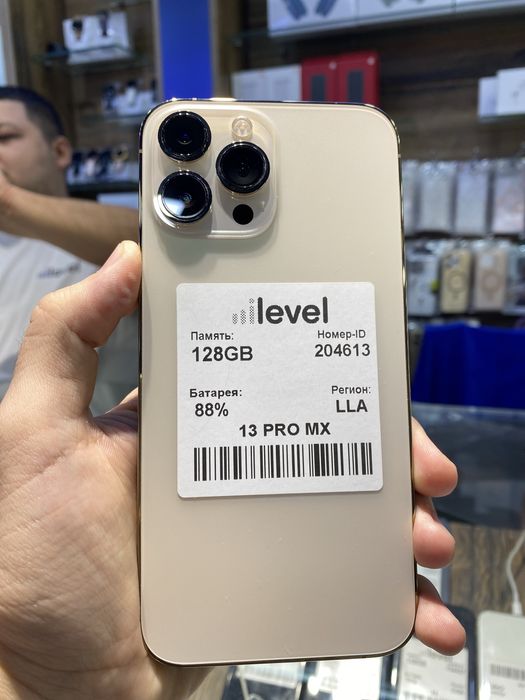 level
Память:
Номер-ID
128GB
204613
Батарея:
Регион:
88%
LLA
13 PRO MX